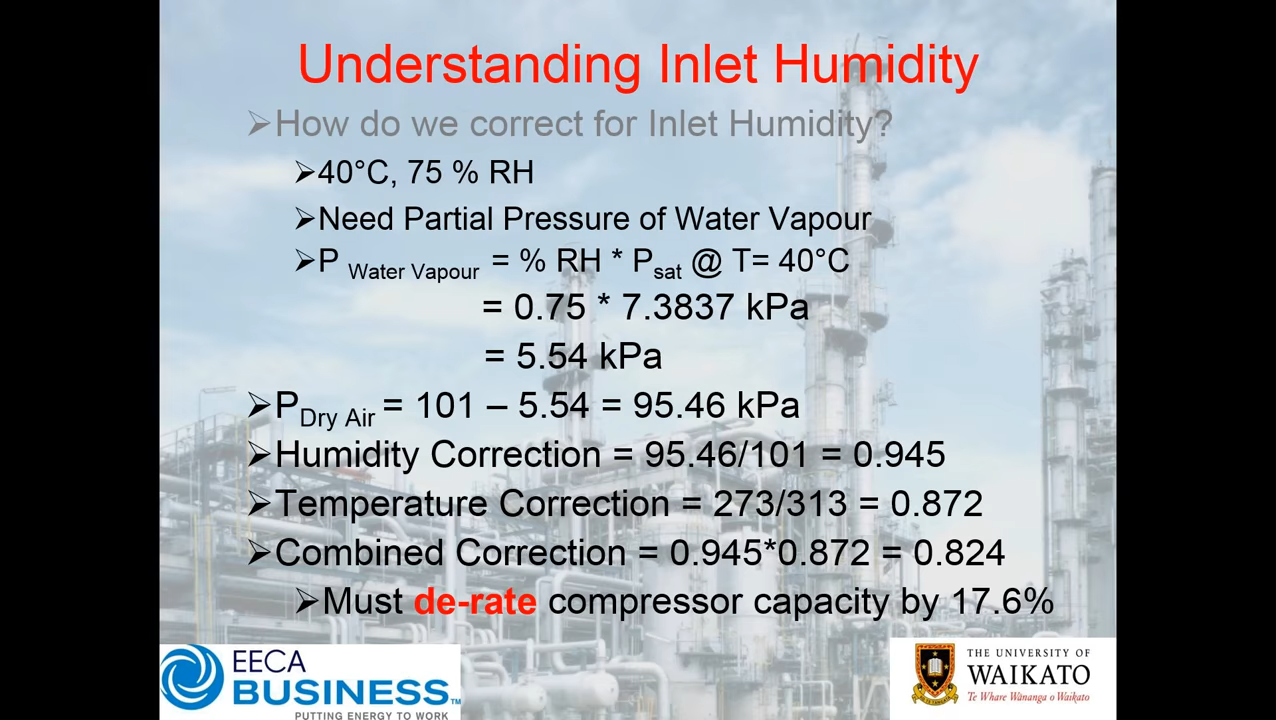 Understanding Inlet Humidity
➢How do we correct for Inlet Humidity?
➢40°C, 75 % RH
➢Need Partial Pressure of Water Vapour
➢P Water Vapour = % RH * Psat @ T= 40°C
= 0.75 * 7.3837 kPa
= 5.54 kPa
➢PDry Air = 101 – 5.54 = 95.46 kPa
➢Humidity Correction = 95.46/101 = 0.945
➢Temperature Correction = 273/313 = 0.872
➢Combined Correction = 0.945*0.872 = 0.824
➢Must de-rate compressor capacity by 17.6%
EECA
BUSINESS™
PUTTING ENERGY TO WORK
THE UNIVERSITY OF
WAIKATO
Te Whare Wānanga o Waikato